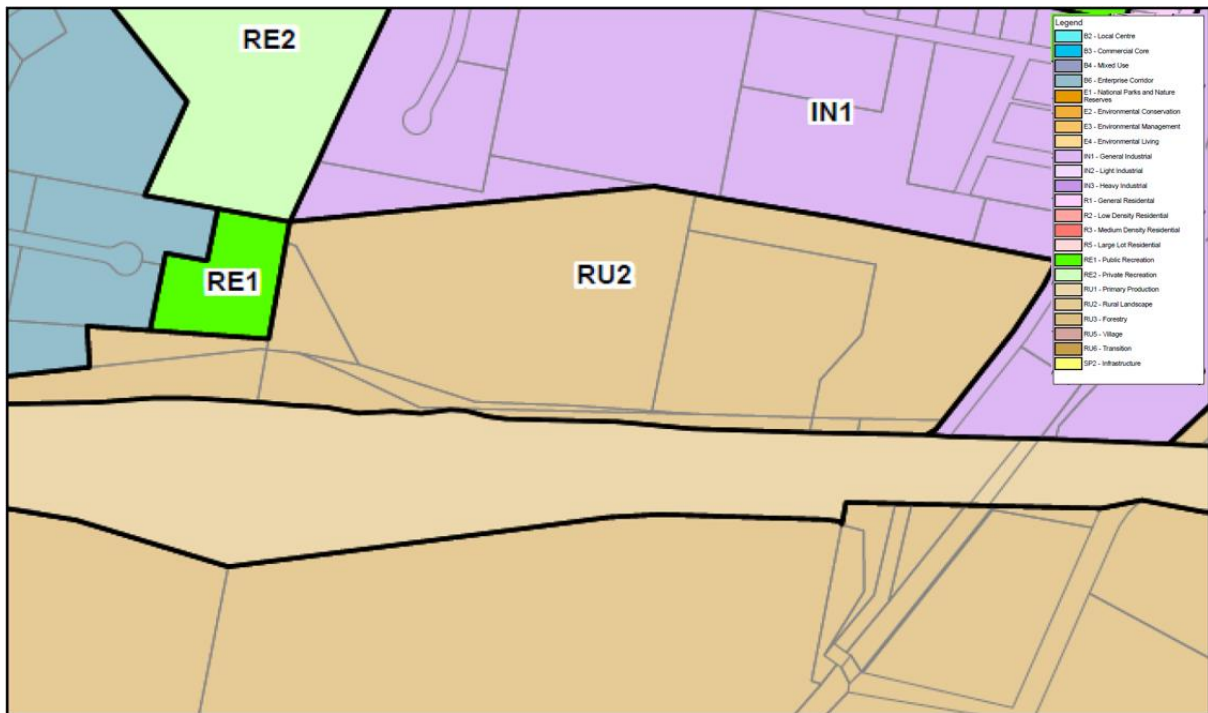 RE2
IN1
RE1
RU2
Legend
B2 - Local Centre
B3 - Commercial Core
B4 - Mixed Use
B6 - Enterprise Corridor
E1 - National Parks and Nature
Reserves
E2 - Environmental Conservation
E3 - Environmental Management
E4 - Environmental Living
IN1 - General Industrial
IN2 - Light Industrial
IN3 - Heavy Industrial
R1 - General Residental
R2 - Low Density Residential
R3 - Medium Density Residential
R5 - Large Lot Residential
RE1 - Public Recreation
RE2 - Private Recreation
RU1 - Primary Production
RU2 - Rural Landscape
RU3 - Forestry
RU5 - Village
RU6 - Transition
SP2 - Infrastructure